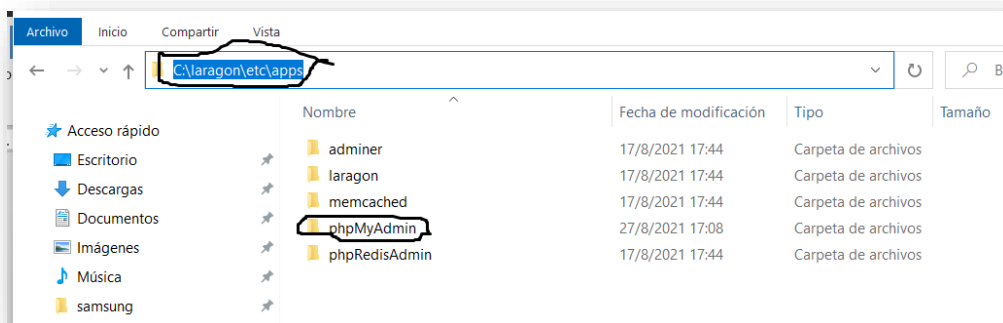 Archivo Inicio Compartir Vista
C:\laragon\etc\apps
Nombre Fecha de modificación Tipo Tamaño
Acceso rápido
Escritorio
Descargas
Documentos
Imágenes
Música
samsung
adminer 17/8/2021 17:44 Carpeta de archivos
laragon 17/8/2021 17:44 Carpeta de archivos
memcached 17/8/2021 17:44 Carpeta de archivos
phpMyAdmin 27/8/2021 17:08 Carpeta de archivos
phpRedisAdmin 17/8/2021 17:44 Carpeta de archivos